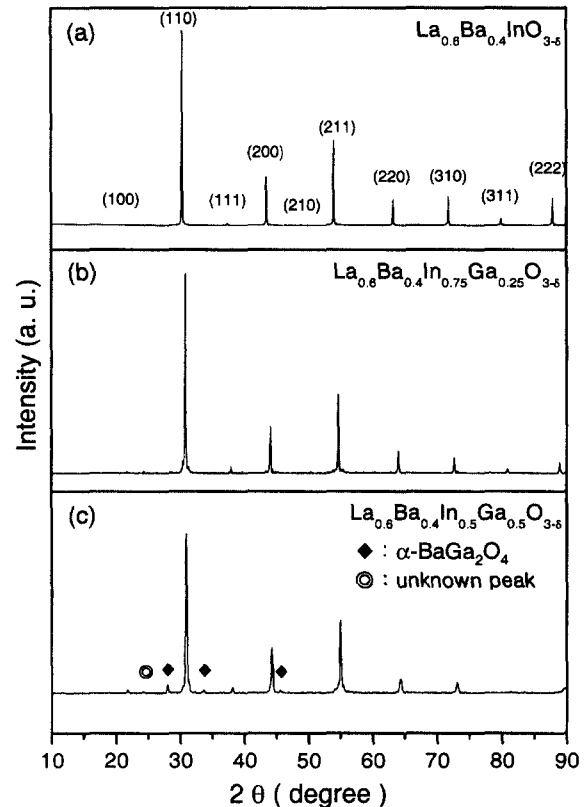 (a) La₀.₆Ba₀.₄InO₃₋δ
(110)
(211)
(200)
(222)
(220) (310)
(100) (111) (210) (311)
(b) La₀.₆Ba₀.₄In₀.₇₅Ga₀.₂₅O₃₋δ
(c) La₀.₆Ba₀.₄In₀.₅Ga₀.₅O₃₋δ
◆ : α-BaGa₂O₄
◎ : unknown peak
Intensity (a. u.)
10 20 30 40 50 60 70 80 90
2 θ ( degree )